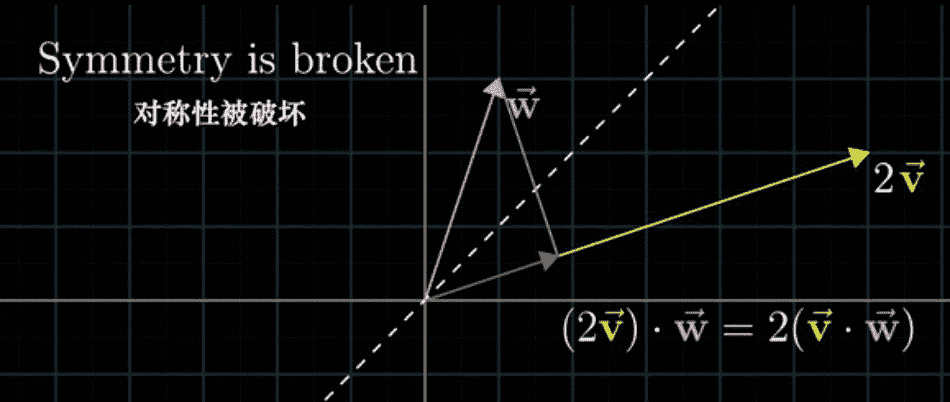 Symmetry is broken
对称性被破坏
w⃗
2v⃗
(2v⃗) · w⃗ = 2(v⃗ · w⃗)